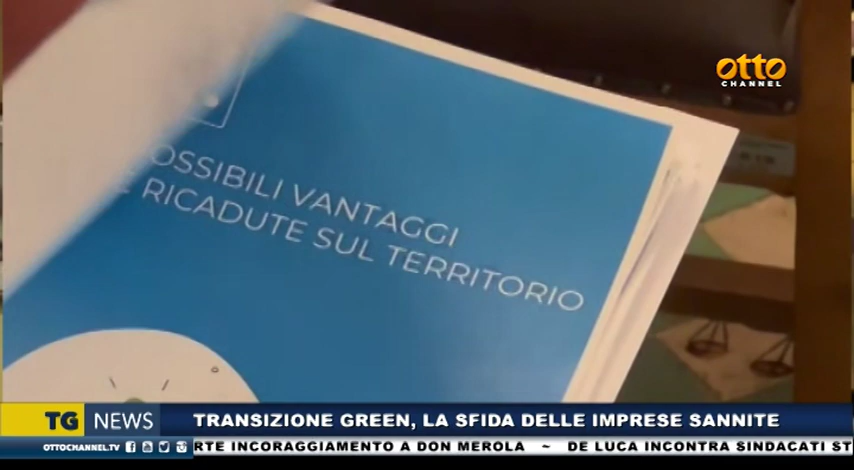 otto
CHANNEL
OSSIBILI VANTAGGI
E RICADUTE SUL TERRITORIO
TG NEWS
TRANSIZIONE GREEN, LA SFIDA DELLE IMPRESE SANNITE
OTTOCHANNEL.TV
RTE INCORAGGIAMENTO A DON MEROLA ~ DE LUCA INCONTRA SINDACATI ST